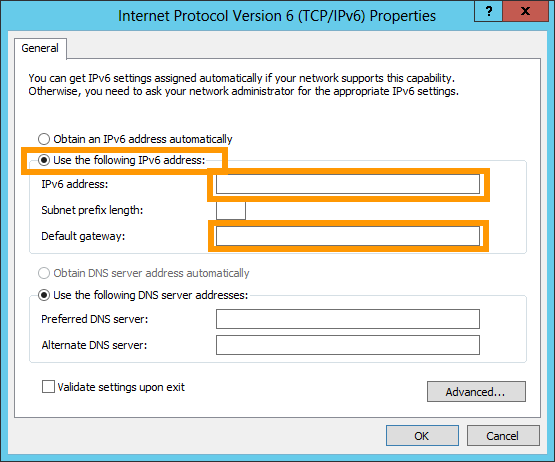 Internet Protocol Version 6 (TCP/IPv6) Properties
? X
General
You can get IPv6 settings assigned automatically if your network supports this capability.
Otherwise, you need to ask your network administrator for the appropriate IPv6 settings.
Obtain an IPv6 address automatically
Use the following IPv6 address:
IPv6 address:
Subnet prefix length:
Default gateway:
Obtain DNS server address automatically
Use the following DNS server addresses:
Preferred DNS server:
Alternate DNS server:
Validate settings upon exit
Advanced...
OK Cancel